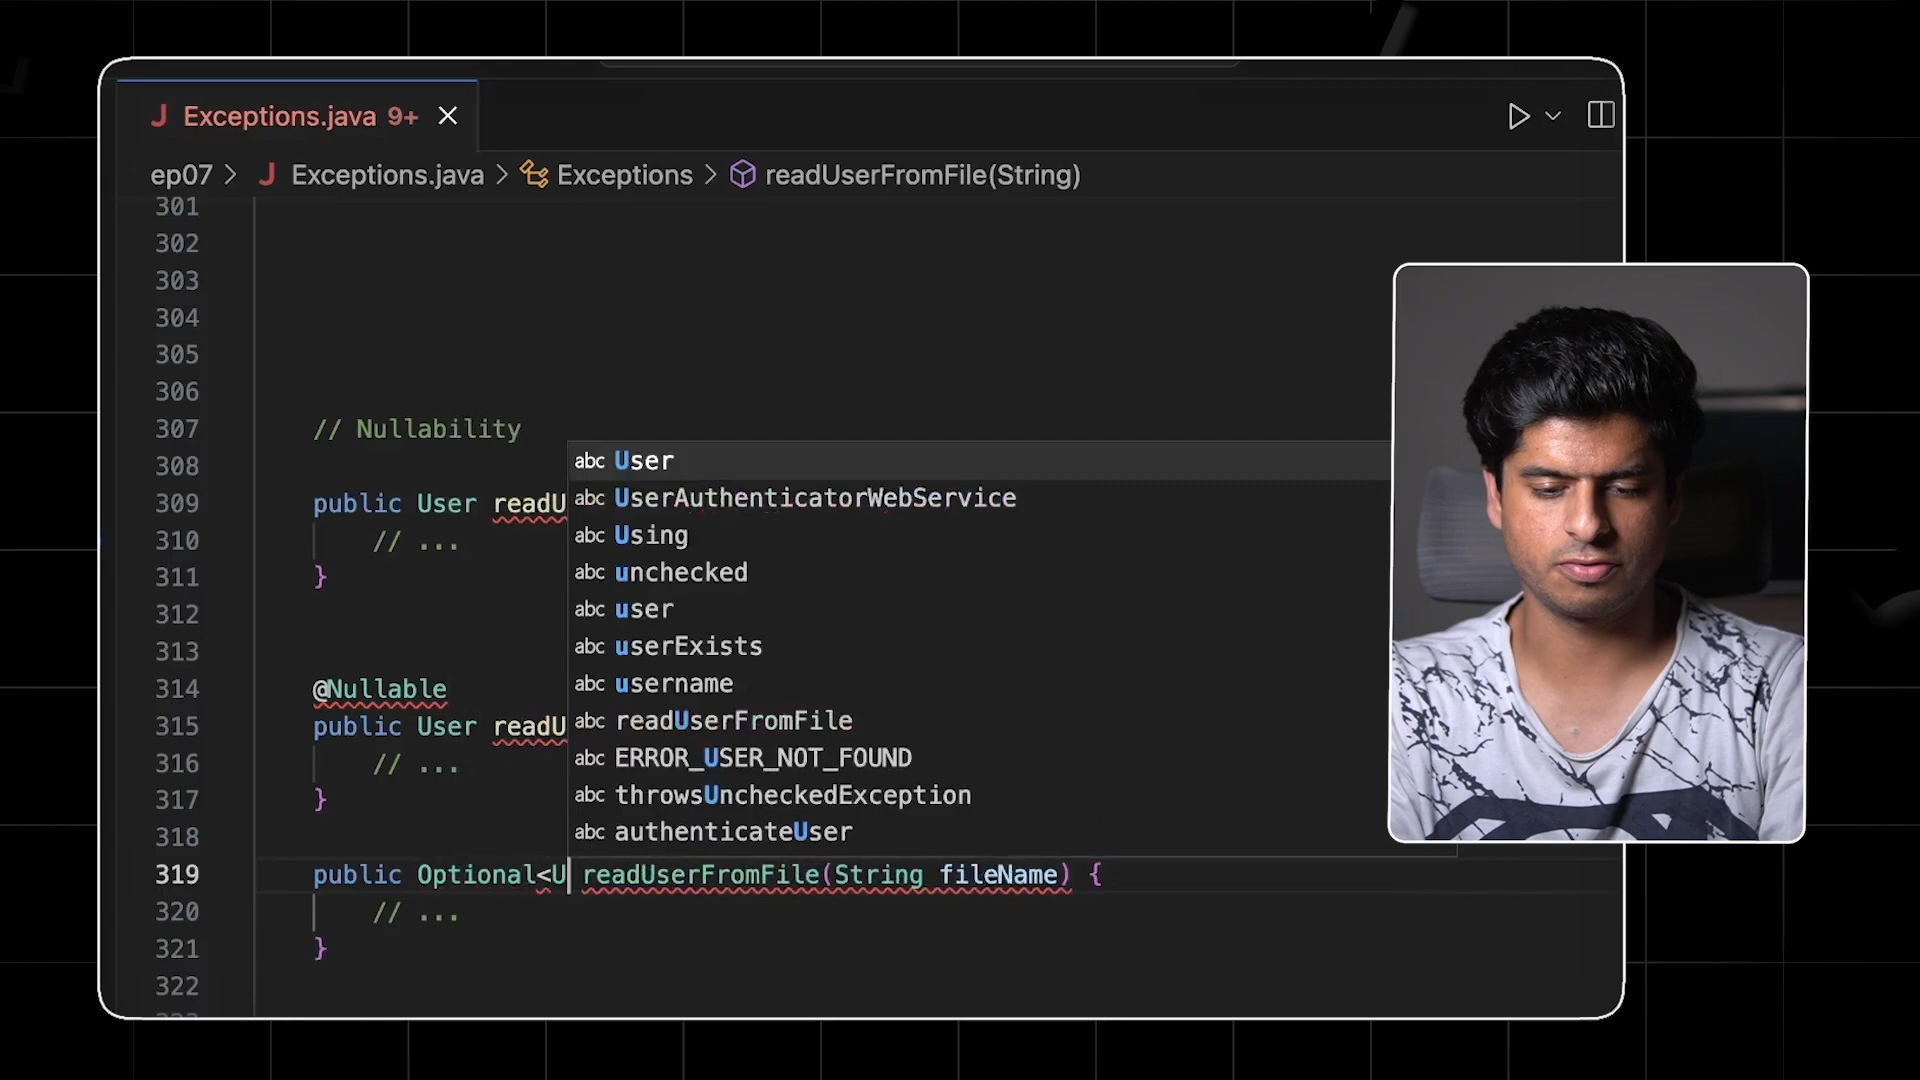 Exceptions.java 9+
ep07 > J Exceptions.java > Exceptions > readUserFromFile(String)
301
302
303
304
305
306
307 // Nullability
308
309 public User readU
310 // ...
311 }
312
313
314 @Nullable
315 public User readU
316 // ...
317 }
318
319 public Optional<U readUserFromFile(String fileName) {
320 // ...
321 }
322
abc User
abc UserAuthenticatorWebService
abc Using
abc unchecked
abc user
abc userExists
abc username
abc readUserFromFile
abc ERROR_USER_NOT_FOUND
abc throwsUncheckedException
abc authenticateUser